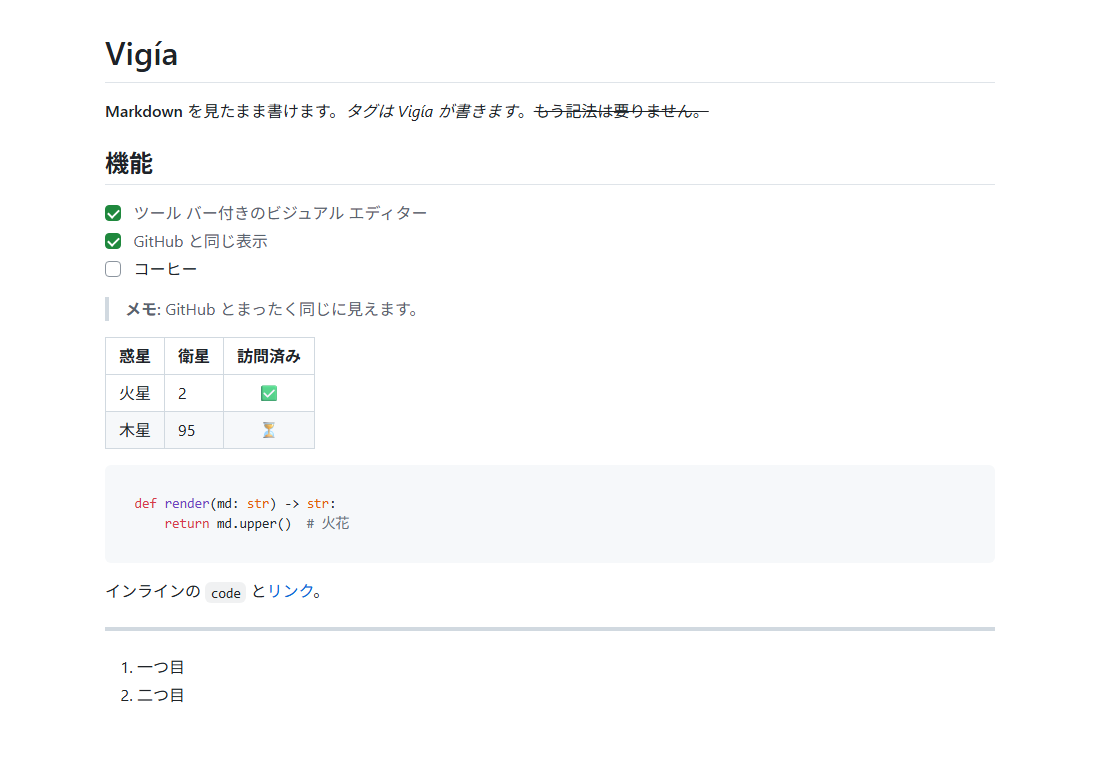 Vigía
Markdown を見たまま書けます。タグは Vigía が書きます。もう記法は要りません。
機能
ツール バー付きのビジュアル エディター
GitHub と同じ表示
コーヒー
メモ: GitHub とまったく同じに見えます。
惑星 衛星 訪問済み
火星 2 ✅
木星 95 ⏳
def render(md: str) -> str:
    return md.upper()  # 火花
インラインの code とリンク。
1. 一つ目
2. 二つ目